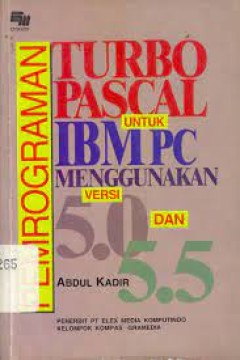 PEMROGRAMAN
TURBO
PASCAL
UNTUK
IBM PC
MENGGUNAKAN
VERSI
5.0
DAN
5.5
ABDUL KADIR
265
PENERBIT PT ELEX MEDIA KOMPUTINDO
KELOMPOK KOMPAS - GRAMEDIA